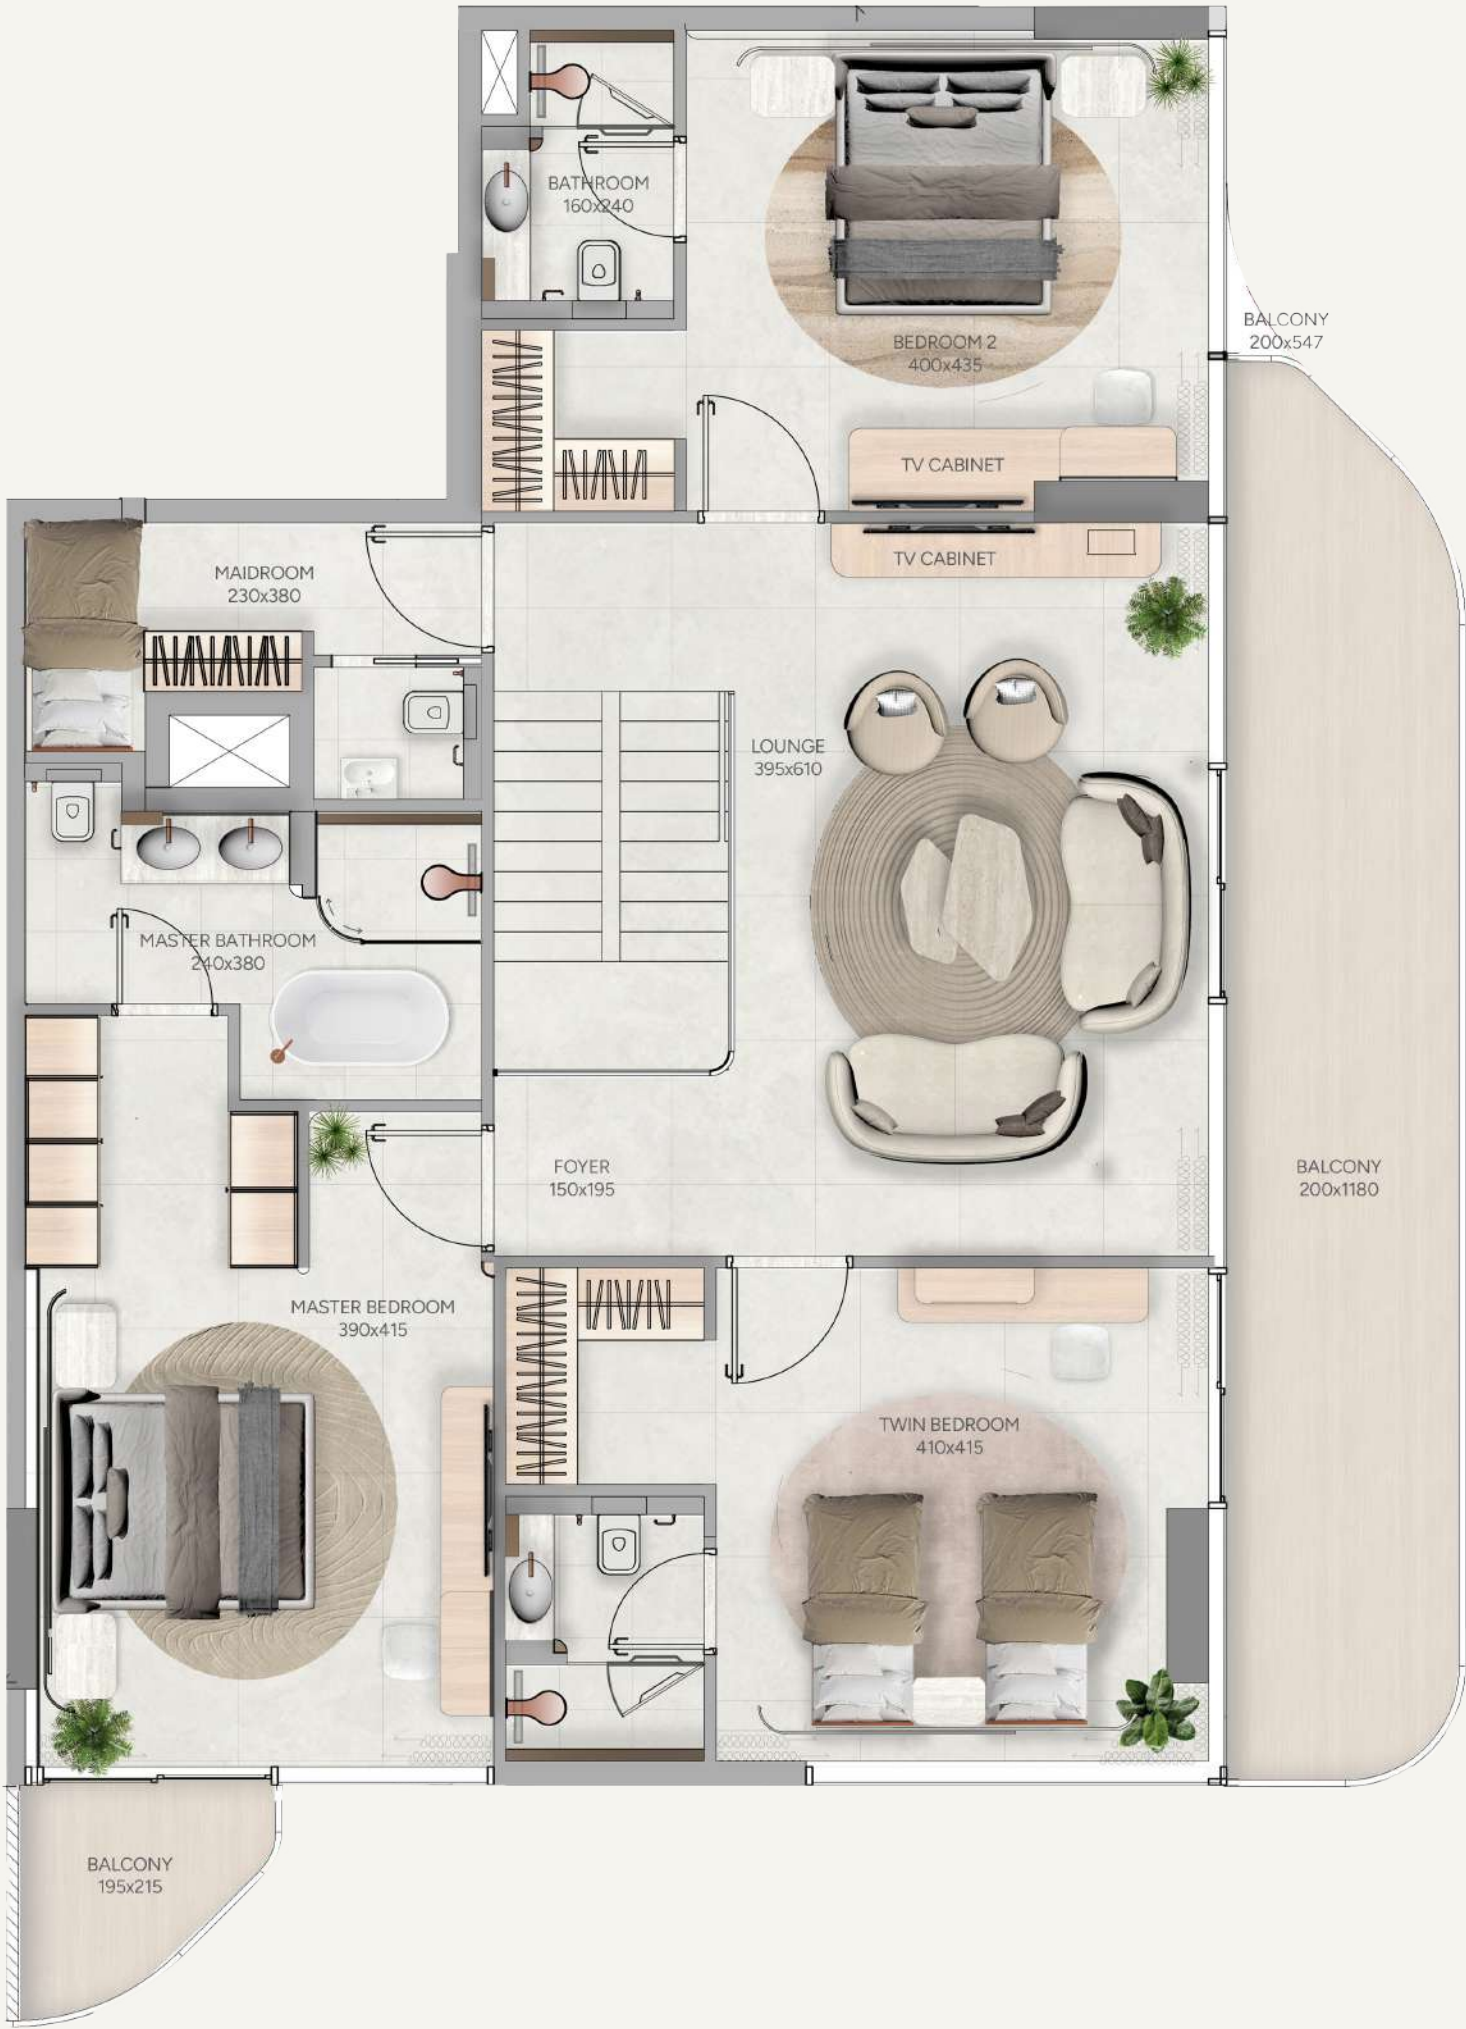 BATHROOM
160x240
BEDROOM 2
400x435
BALCONY
200x547
TV CABINET
TV CABINET
MAIDROOM
230x380
LOUNGE
395x610
MASTER BATHROOM
240x380
FOYER
150x195
BALCONY
200x1180
MASTER BEDROOM
390x415
TWIN BEDROOM
410x415
BALCONY
195x215